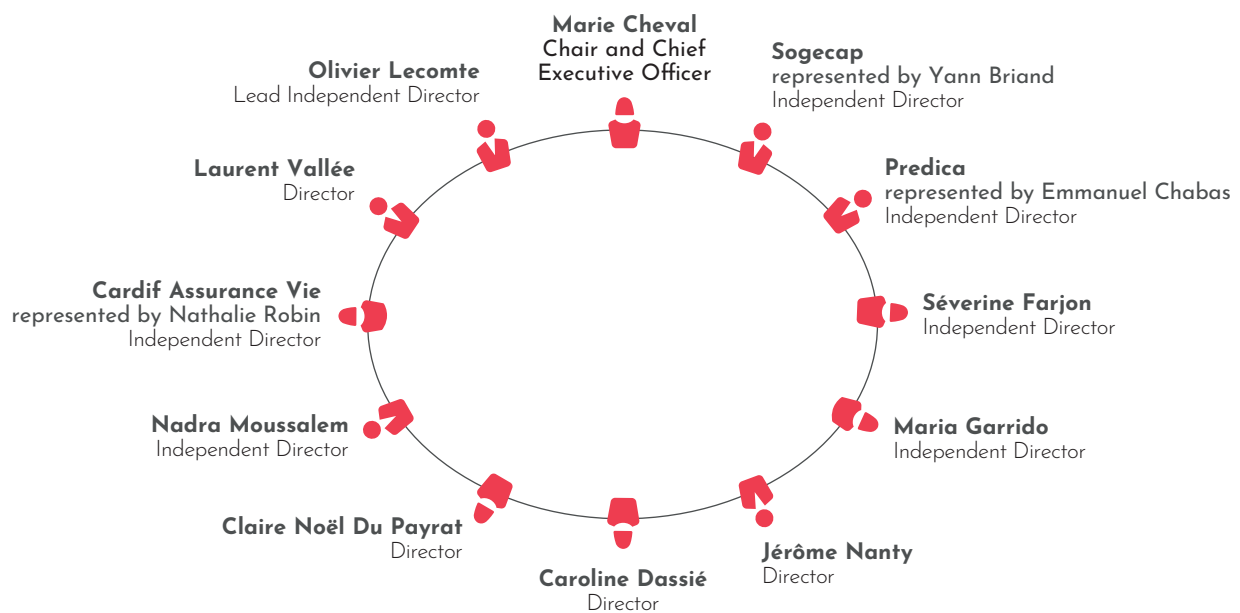 Marie Cheval
Chair and Chief
Executive Officer
Sogecap
represented by Yann Briand
Independent Director
Predica
represented by Emmanuel Chabas
Independent Director
Séverine Farjon
Independent Director
Maria Garrido
Independent Director
Jérôme Nanty
Director
Caroline Dassié
Director
Claire Noël Du Payrat
Director
Nadra Moussalem
Independent Director
Cardif Assurance Vie
represented by Nathalie Robin
Independent Director
Laurent Vallée
Director
Olivier Lecomte
Lead Independent Director